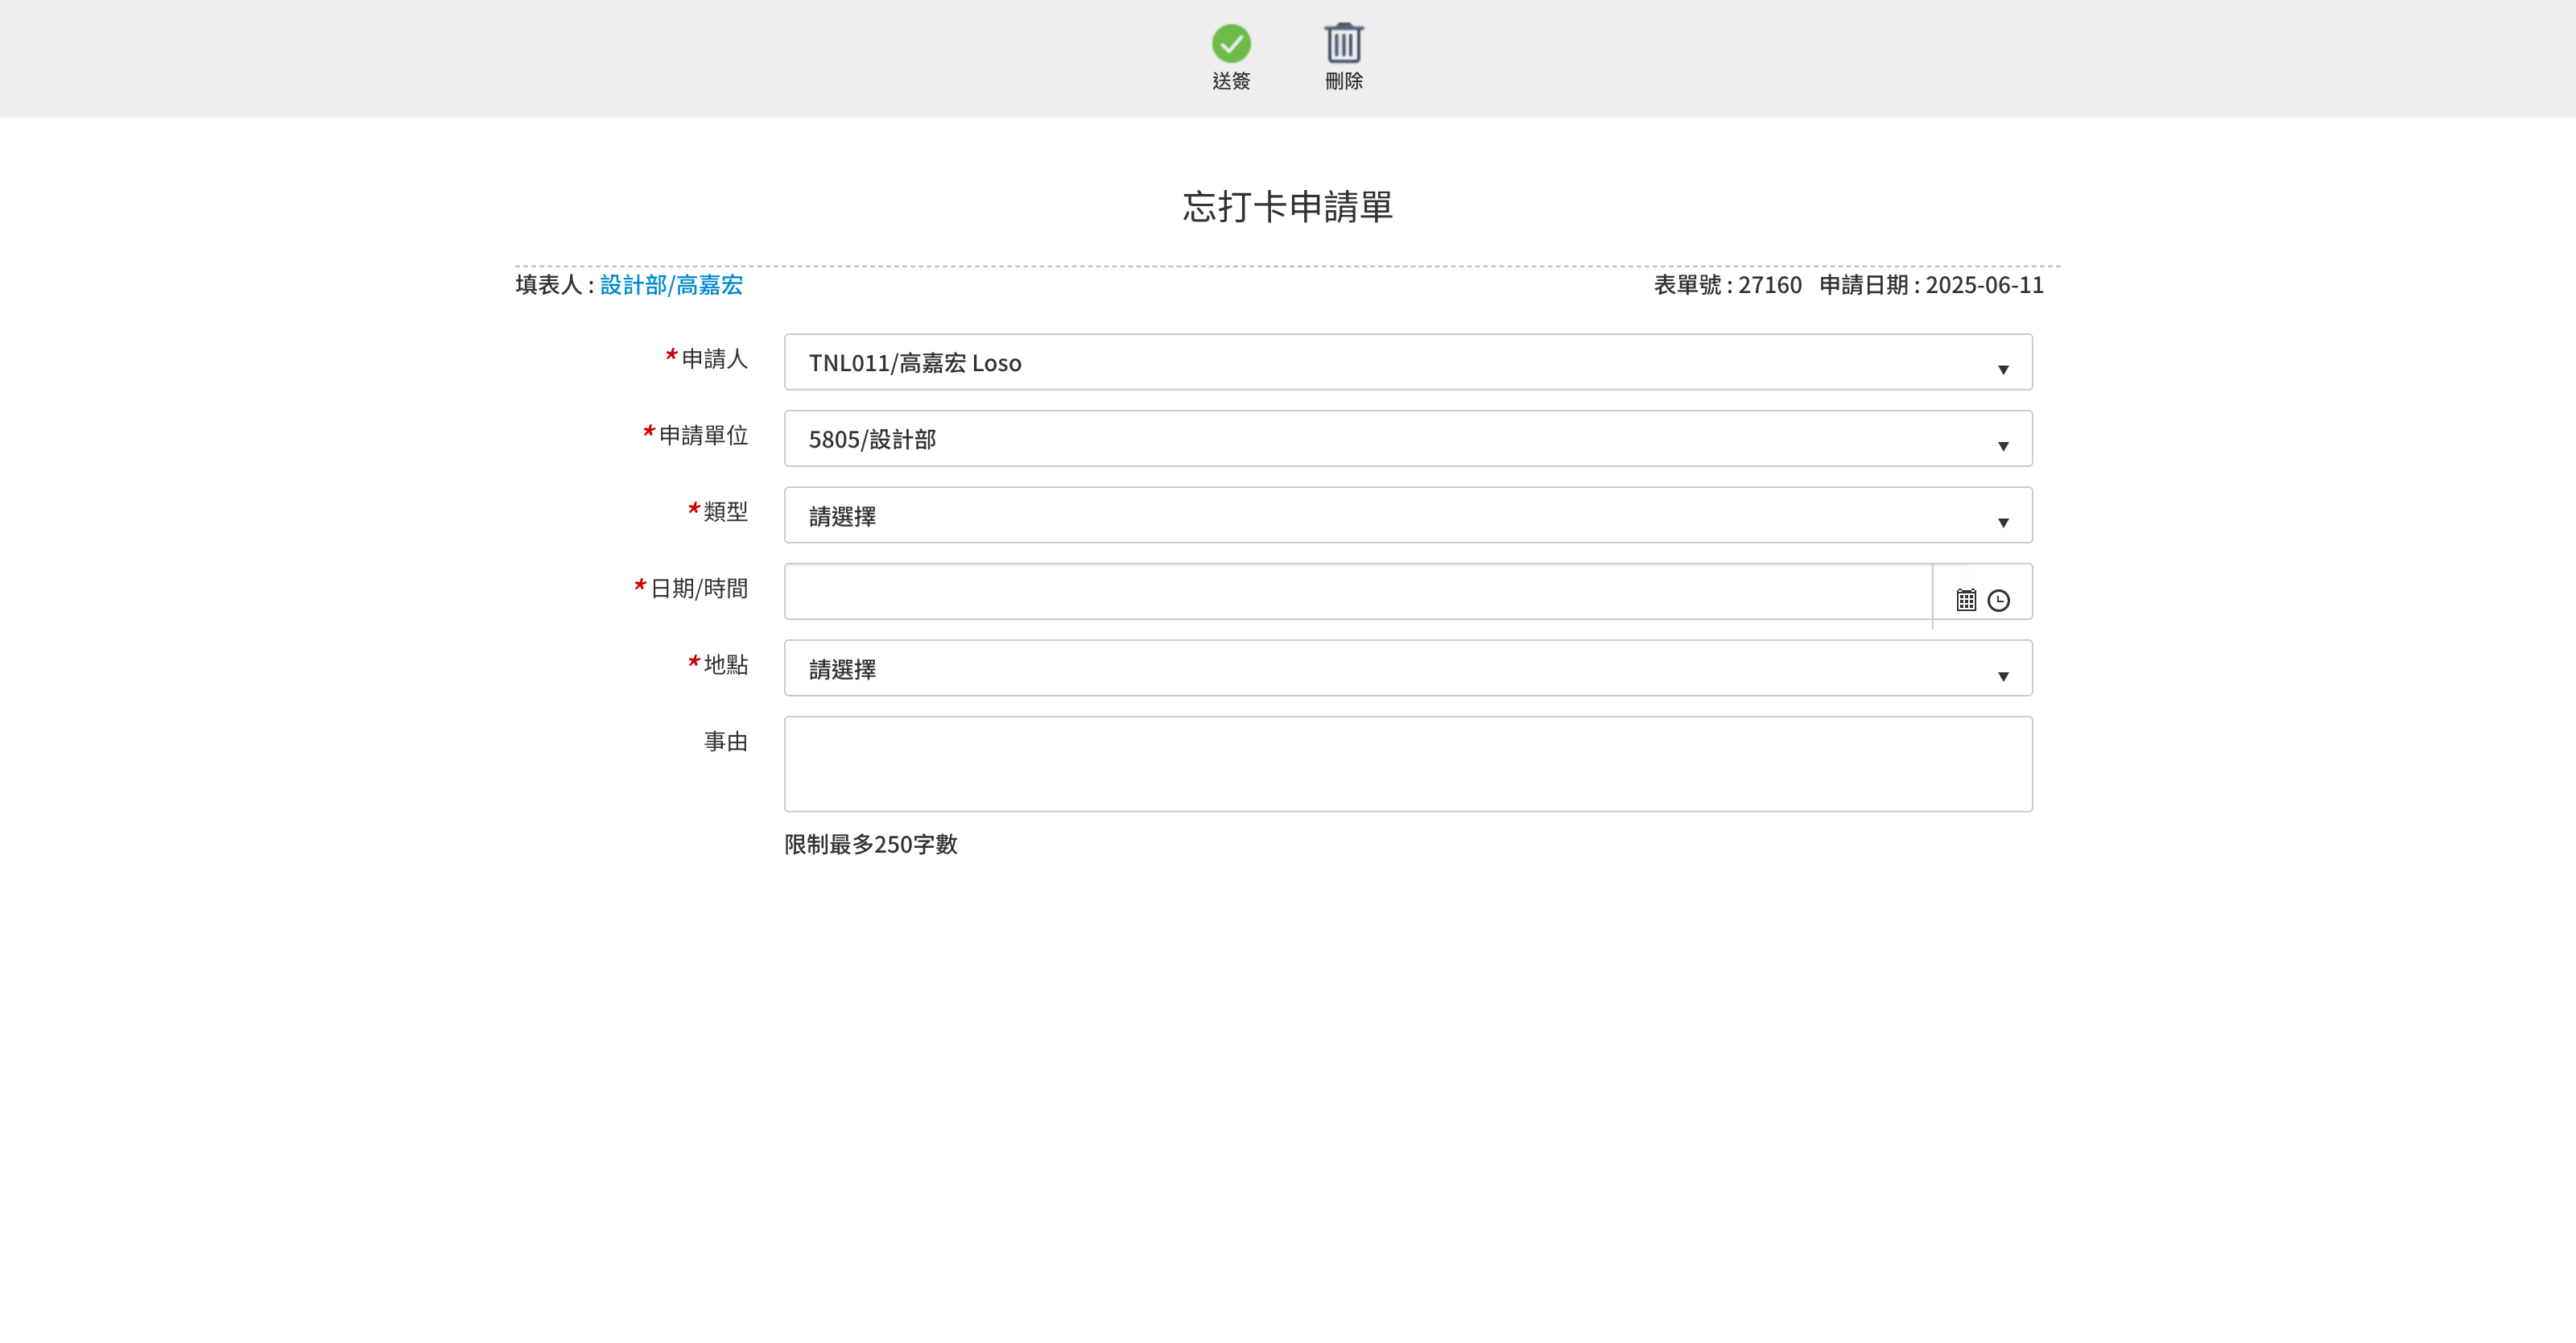 送簽 刪除
忘打卡申請單
填表人 : 設計部/高嘉宏 表單號 : 27160 申請日期 : 2025-06-11
*申請人 TNL011/高嘉宏 Loso
*申請單位 5805/設計部
*類型 請選擇
*日期/時間
*地點 請選擇
事由
限制最多250字數